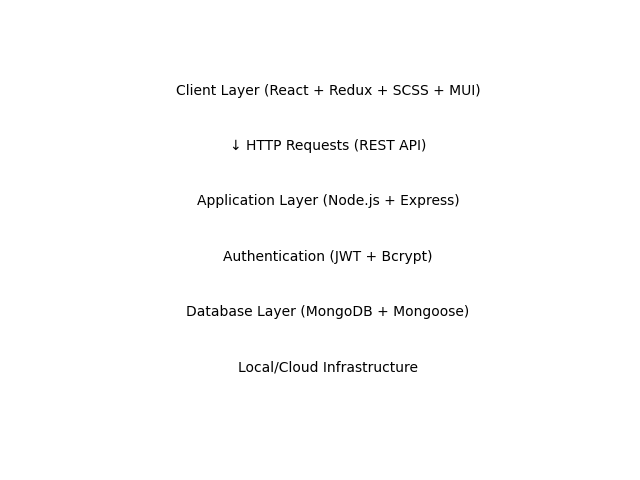 Client Layer (React + Redux + SCSS + MUI)
↓ HTTP Requests (REST API)
Application Layer (Node.js + Express)
Authentication (JWT + Bcrypt)
Database Layer (MongoDB + Mongoose)
Local/Cloud Infrastructure